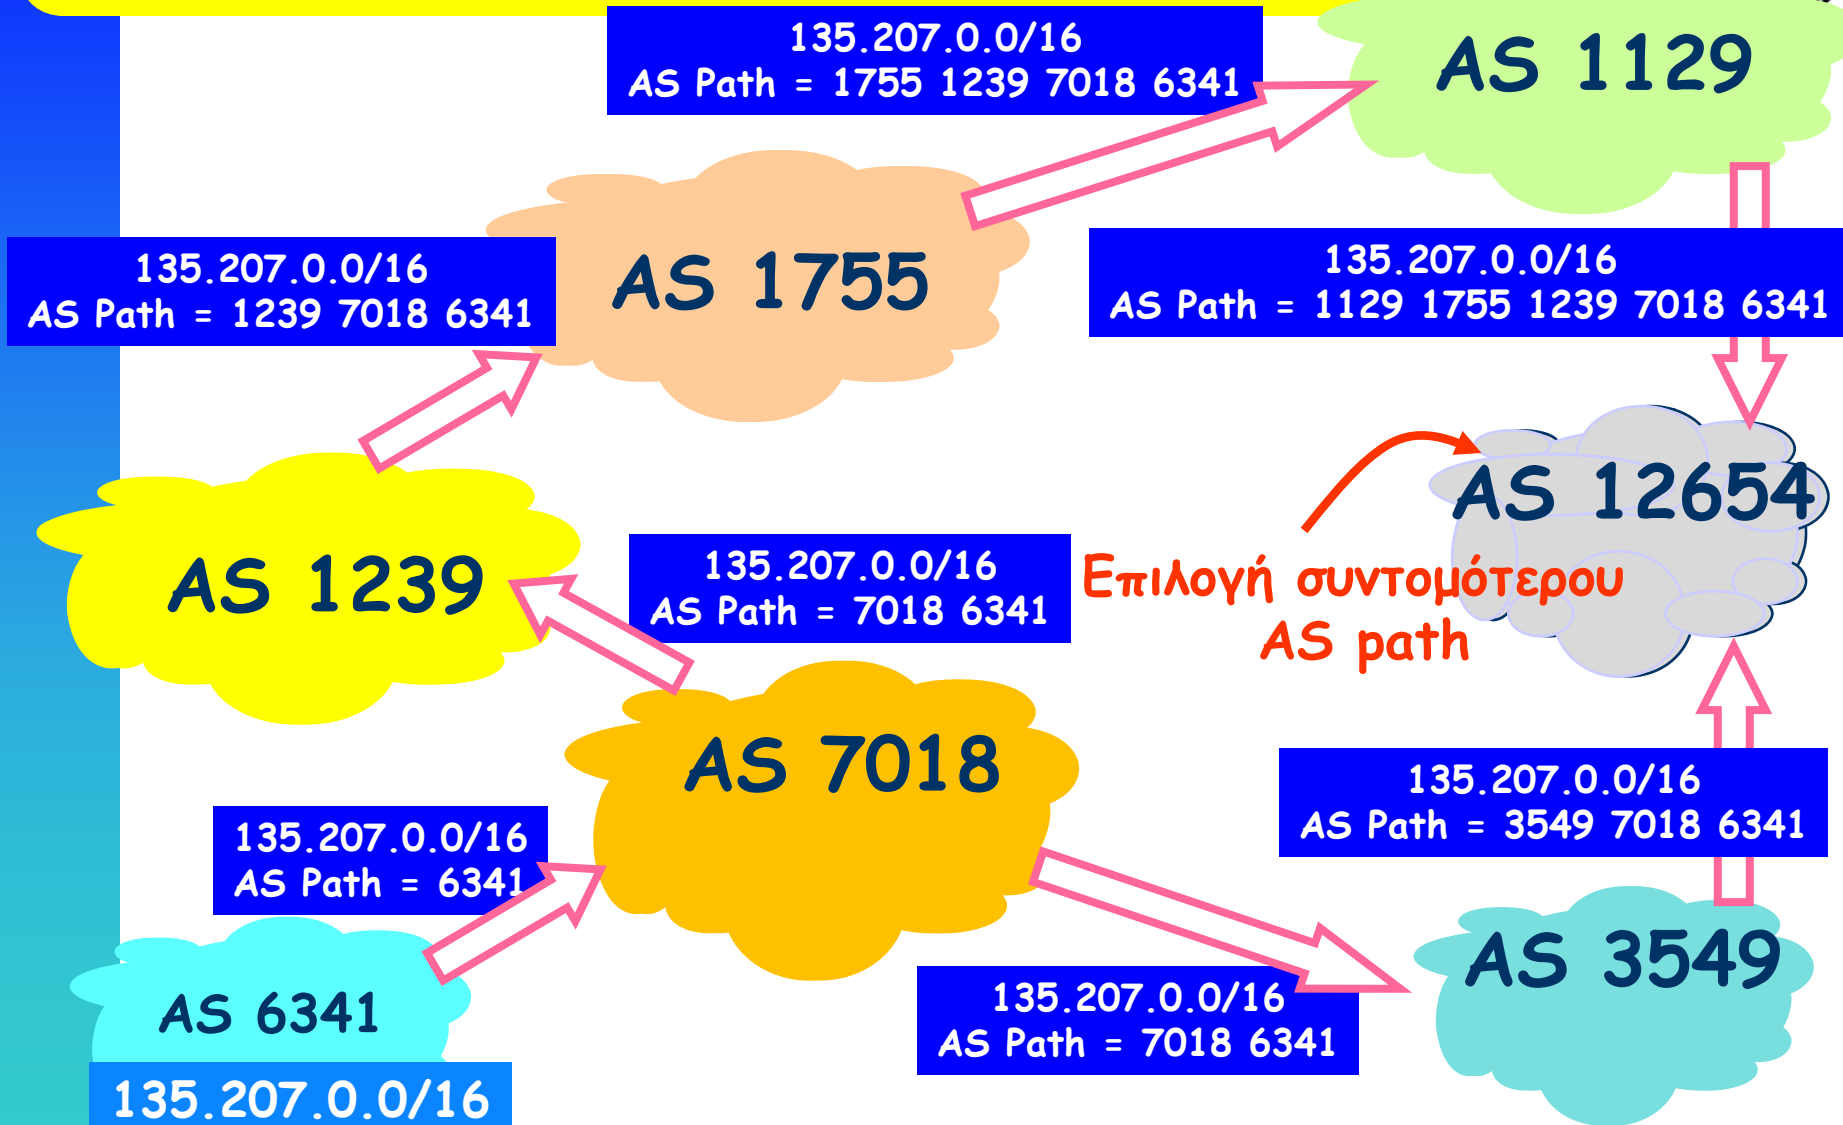 135.207.0.0/16
AS Path = 1755 1239 7018 6341
AS 1129
135.207.0.0/16
AS Path = 1239 7018 6341
AS 1755
135.207.0.0/16
AS Path = 1129 1755 1239 7018 6341
AS 12654
AS 1239
135.207.0.0/16
AS Path = 7018 6341
Επιλογή συντομότερου
AS path
AS 7018
135.207.0.0/16
AS Path = 3549 7018 6341
135.207.0.0/16
AS Path = 6341
AS 3549
AS 6341
135.207.0.0/16
AS Path = 7018 6341
135.207.0.0/16